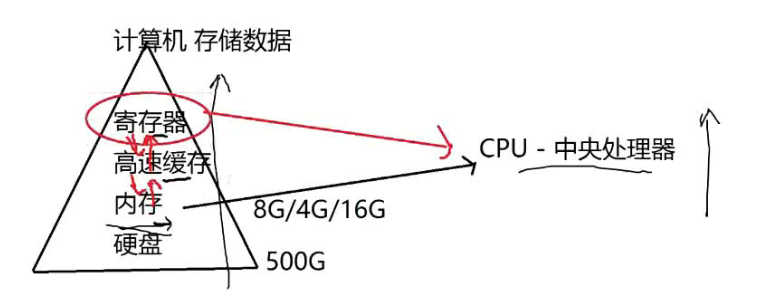 计算机 存储数据
寄存器
高速缓存
CPU - 中央处理器
内存
8G/4G/16G
硬盘
500G